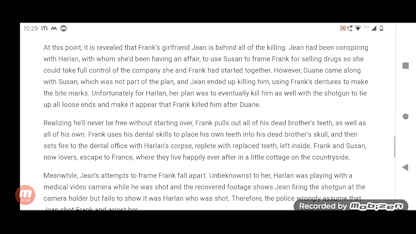 10:29
At this point, it is revealed that Frank's girlfriend Jean is behind all of the killing. Jean had been conspiring
with Harlan, with whom she'd been having an affair, to use Susan to frame Frank for selling drugs so she
could take full control of the company she and Frank had started together. However, Duane came along
with Susan, which was not part of the plan, and Jean ended up killing him, using Frank's dentures to make
the bite marks. Unfortunately for Harlan, her plan was to eventually kill him as well with the shotgun to tie
up all loose ends and make it appear that Frank killed him after Duane.
Realizing he'll never be free without starting over, Frank pulls out all of his dead brother's teeth, as well as
all of his own. Frank uses his dental skills to place his own teeth into his dead brother's skull, and then
sets fire to the dental office with Harlan's corpse, replete with replaced teeth, left inside. Frank and Susan,
now lovers, escape to France, where they live happily ever after in a little cottage on the countryside.
Meanwhile, Jean's attempts to frame Frank fall apart. Unbeknownst to her, Harlan was playing with a
medical video camera while he was shot and the recovered footage shows Jean firing the shotgun at the
camera holder but fails to show it was Harlan who was shot. Therefore, the police wrongly assume that
Jean shot Frank and arrest her.
Recorded by mobizen